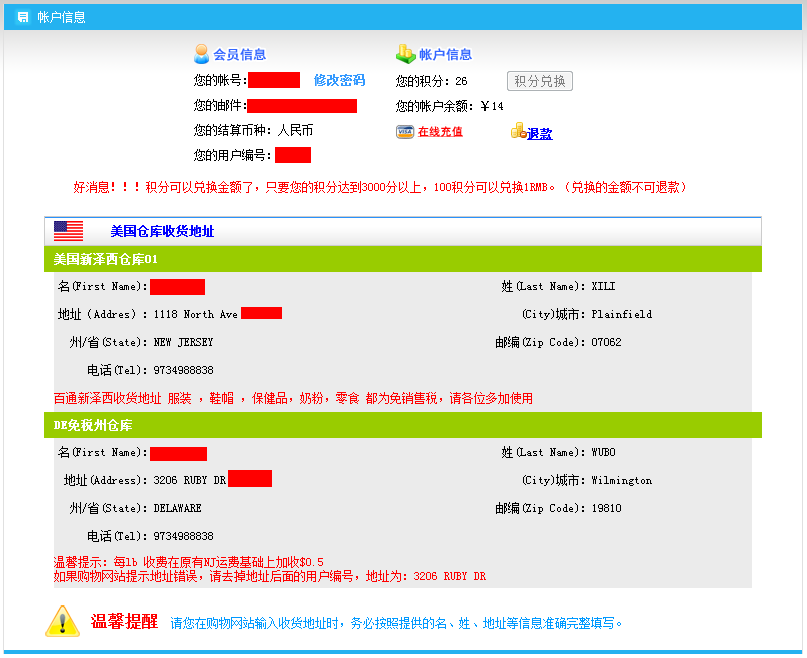 帐户信息
会员信息
您的帐号:
修改密码
您的邮件:
您的结算币种: 人民币
您的用户编号:
帐户信息
您的积分: 26
积分兑换
您的帐户余额: ￥14
VISA
在线充值
退款
好消息！！！积分可以兑换金额了，只要您的积分达到3000分以上，100积分可以兑换1RMB。（兑换的金额不可退款）
美国仓库收货地址
美国新泽西仓库01
名(First Name):
姓(Last Name): XILI
地址（Addres）: 1118 North Ave
(City)城市: Plainfield
州/省(State): NEW JERSEY
邮编(Zip Code): 07062
电话(Tel): 9734988838
百通新泽西收货地址 服装 ，鞋帽 ，保健品，奶粉，零食 都为免销售税，请各位多加使用
DE免税州仓库
名(First Name):
姓(Last Name): WUBO
地址(Address): 3206 RUBY DR
(City)城市: Wilmington
州/省(State): DELAWARE
邮编(Zip Code): 19810
电话(Tel): 9734988838
温馨提示: 每lb 收费在原有NJ运费基础上加收$0.5
如果购物网站提示地址错误，请去掉地址后面的用户编号，地址为: 3206 RUBY DR
温馨提醒 请您在购物网站输入收货地址时，务必按照提供的名、姓、地址等信息准确完整填写。